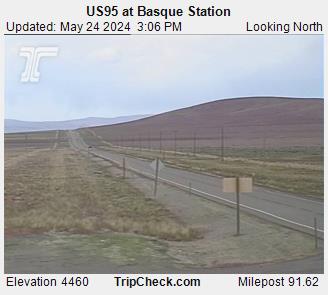 US95 at Basque Station
Updated: May 24 2024 3:06 PM Looking North
Elevation 4460 TripCheck.com Milepost 91.62